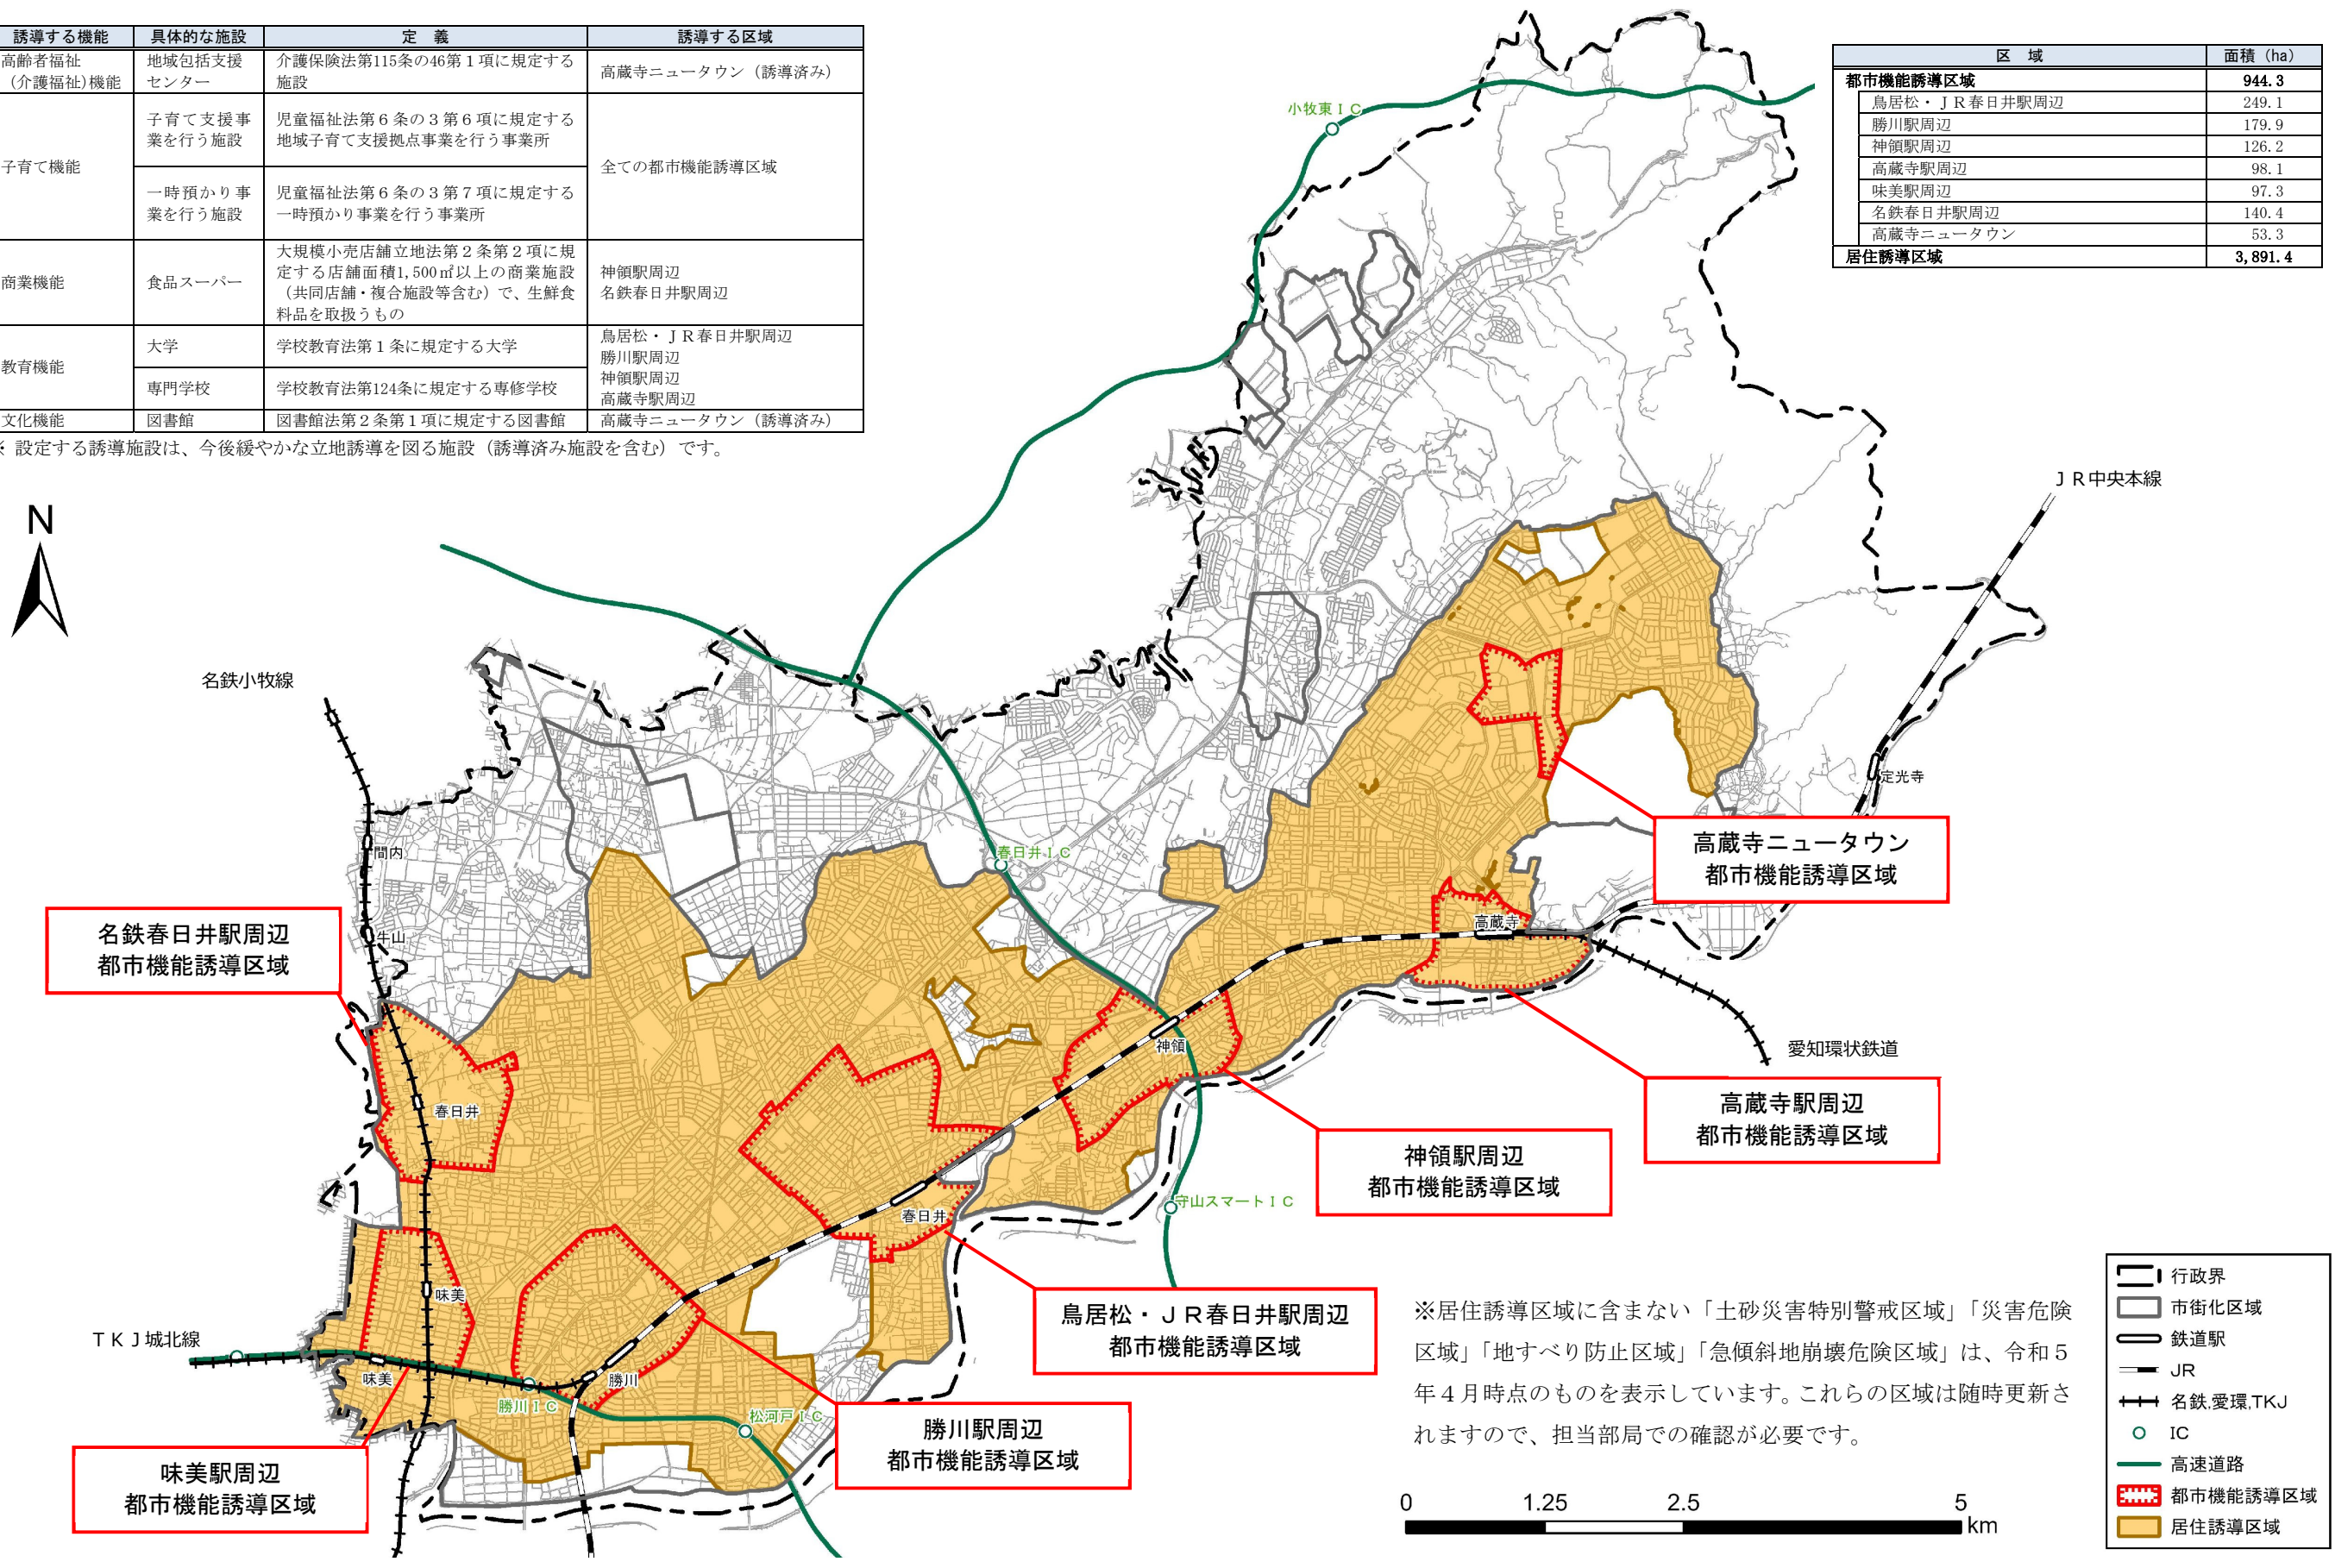 誘導する機能 具体的な施設 定　義 誘導する区域
高齢者福祉
（介護福祉）機能
地域包括支援
センター
介護保険法第115条の46第１項に規定する
施設
高蔵寺ニュータウン（誘導済み）
子育て機能
子育て支援事
業を行う施設
児童福祉法第６条の３第６項に規定する
地域子育て支援拠点事業を行う事業所
一時預かり事
業を行う施設
児童福祉法第６条の３第７項に規定する
一時預かり事業を行う事業所
全ての都市機能誘導区域
商業機能
食品スーパー
大規模小売店舗立地法第２条第２項に規
定する店舗面積1,500㎡以上の商業施設
（共同店舗・複合施設等含む）で、生鮮食
料品を取扱うもの
神領駅周辺
名鉄春日井駅周辺
教育機能
大学
学校教育法第１条に規定する大学
専門学校
学校教育法第124条に規定する専修学校
鳥居松・ＪＲ春日井駅周辺
勝川駅周辺
神領駅周辺
高蔵寺駅周辺
文化機能
図書館
図書館法第２条第１項に規定する図書館
高蔵寺ニュータウン（誘導済み）
※ 設定する誘導施設は、今後緩やかな立地誘導を図る施設（誘導済み施設を含む）です。
区　域 面積（ha）
都市機能誘導区域 944.3
鳥居松・ＪＲ春日井駅周辺 249.1
勝川駅周辺 179.9
神領駅周辺 126.2
高蔵寺駅周辺 98.1
味美駅周辺 97.3
名鉄春日井駅周辺 140.4
高蔵寺ニュータウン 53.3
居住誘導区域 3,891.4
小牧東ＩＣ
ＪＲ中央本線
N
名鉄小牧線
定光寺
間内
春日井ＩＣ
高蔵寺ニュータウン
都市機能誘導区域
牛山
名鉄春日井駅周辺
都市機能誘導区域
高蔵寺
神領
愛知環状鉄道
春日井
高蔵寺駅周辺
都市機能誘導区域
神領駅周辺
都市機能誘導区域
守山スマートＩＣ
春日井
味美
鳥居松・ＪＲ春日井駅周辺
都市機能誘導区域
ＴＫＪ城北線
味美
勝川
勝川ＩＣ
松河戸ＩＣ
勝川駅周辺
都市機能誘導区域
味美駅周辺
都市機能誘導区域
※居住誘導区域に含まない「土砂災害特別警戒区域」「災害危険
区域」「地すべり防止区域」「急傾斜地崩壊危険区域」は、令和５
年４月時点のものを表示しています。これらの区域は随時更新さ
れますので、担当部局での確認が必要です。
0 1.25 2.5 5
km
行政界
市街化区域
鉄道駅
JR
名鉄,愛環,TKJ
IC
高速道路
都市機能誘導区域
居住誘導区域